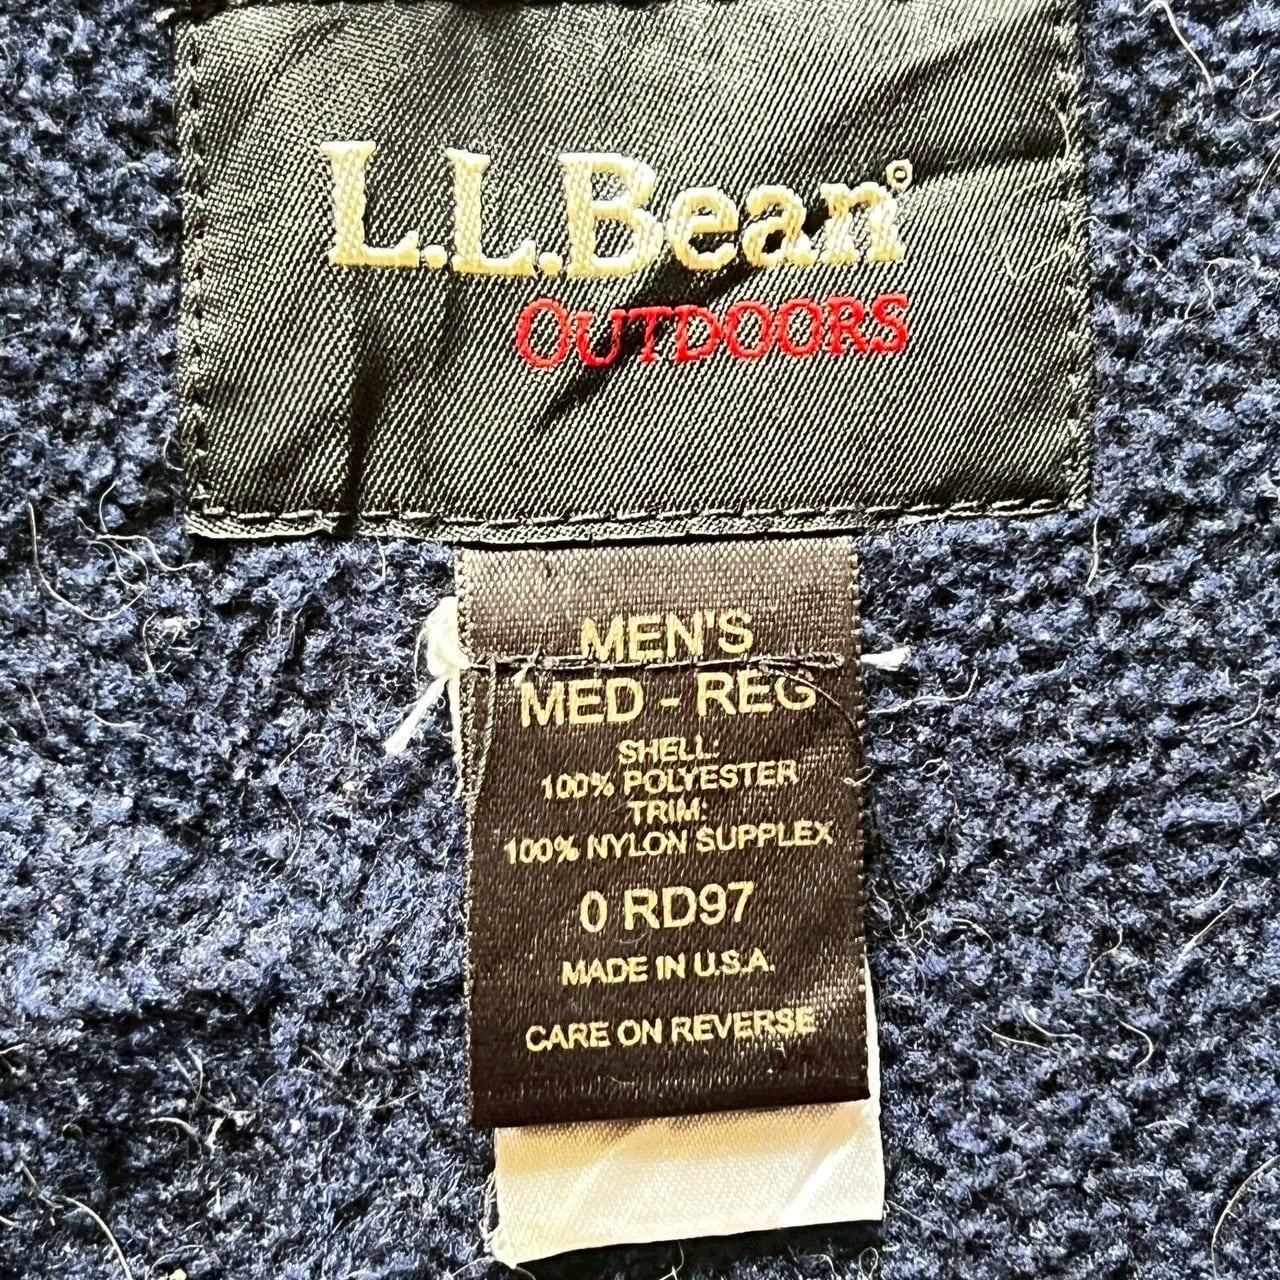 L.L.Bean®
OUTDOORS
MEN'S
MED - REG
SHELL:
100% POLYESTER
TRIM:
100% NYLON SUPPLEX
0 RD97
MADE IN U.S.A.
CARE ON REVERSE